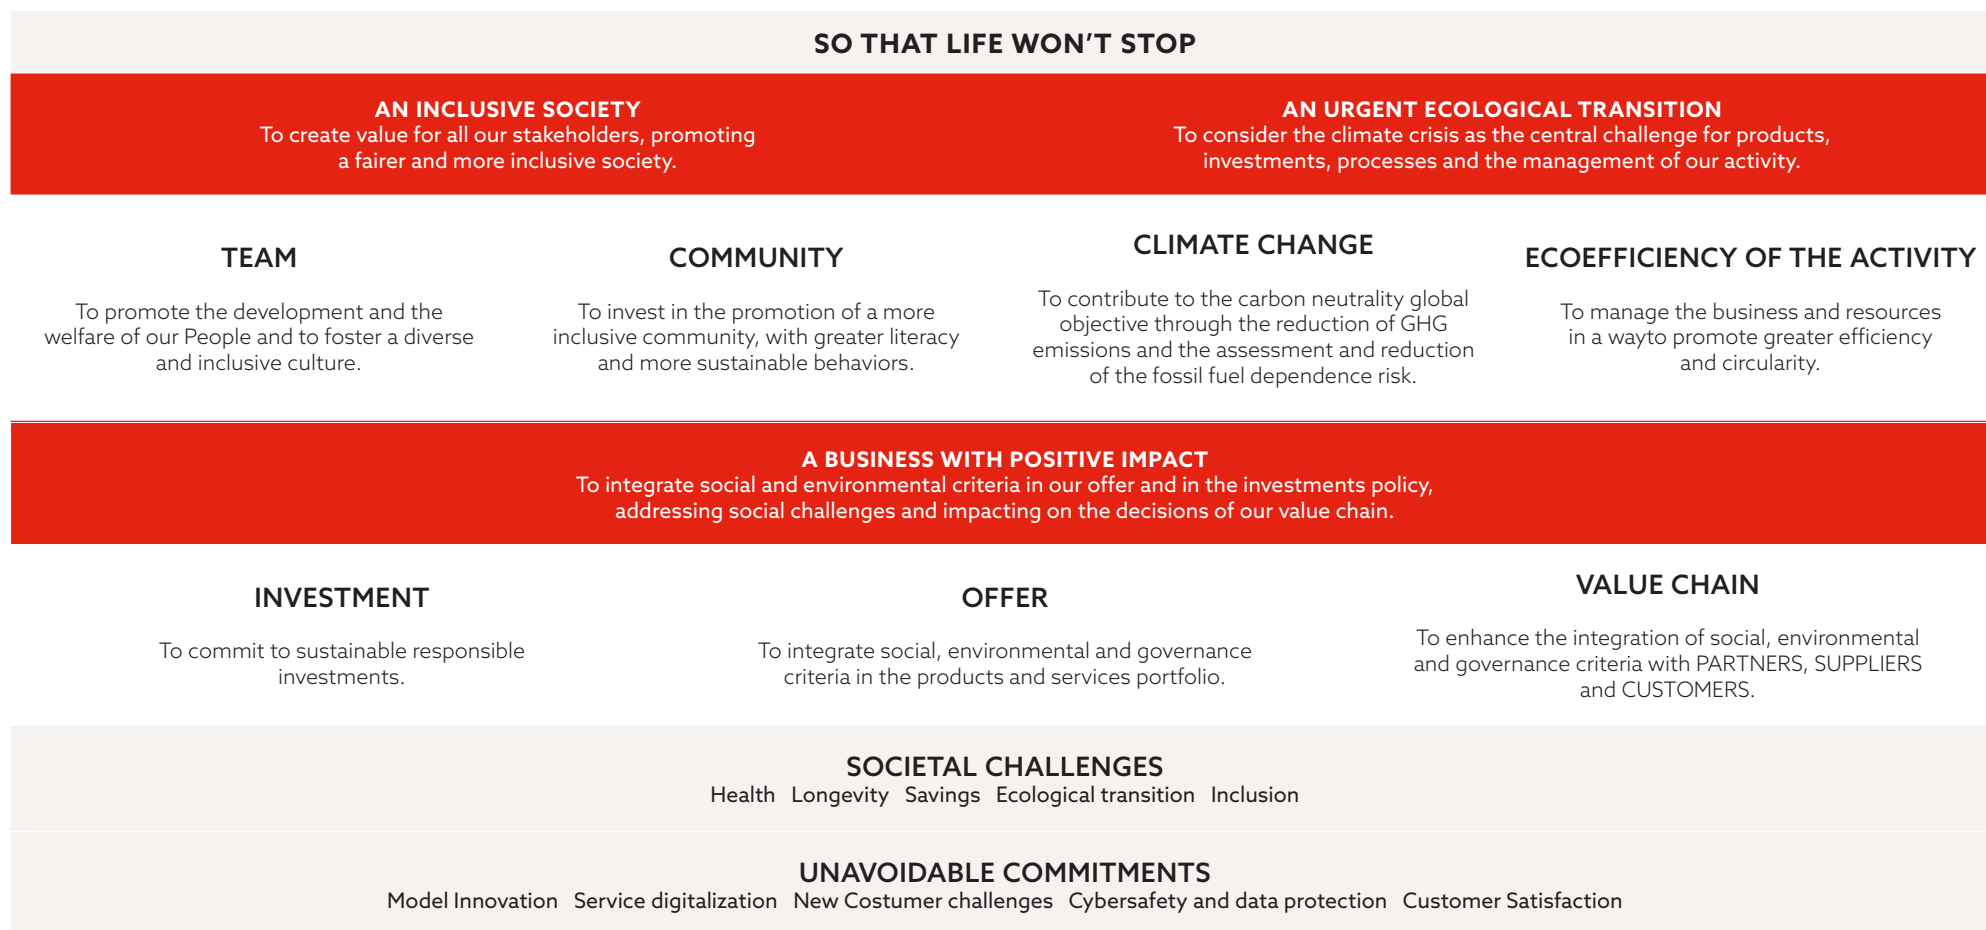 SO THAT LIFE WON'T STOP
AN INCLUSIVE SOCIETY
To create value for all our stakeholders, promoting
a fairer and more inclusive society.
AN URGENT ECOLOGICAL TRANSITION
To consider the climate crisis as the central challenge for products,
investments, processes and the management of our activity.
TEAM
To promote the development and the
welfare of our People and to foster a diverse
and inclusive culture.
COMMUNITY
To invest in the promotion of a more
inclusive community, with greater literacy
and more sustainable behaviors.
CLIMATE CHANGE
To contribute to the carbon neutrality global
objective through the reduction of GHG
emissions and the assessment and reduction
of the fossil fuel dependence risk.
ECOEFFICIENCY OF THE ACTIVITY
To manage the business and resources
in a wayto promote greater efficiency
and circularity.
A BUSINESS WITH POSITIVE IMPACT
To integrate social and environmental criteria in our offer and in the investments policy,
addressing social challenges and impacting on the decisions of our value chain.
INVESTMENT
To commit to sustainable responsible
investments.
OFFER
To integrate social, environmental and governance
criteria in the products and services portfolio.
VALUE CHAIN
To enhance the integration of social, environmental
and governance criteria with PARTNERS, SUPPLIERS
and CUSTOMERS.
SOCIETAL CHALLENGES
Health Longevity Savings Ecological transition Inclusion
UNAVOIDABLE COMMITMENTS
Model Innovation Service digitalization New Costumer challenges Cybersafety and data protection Customer Satisfaction